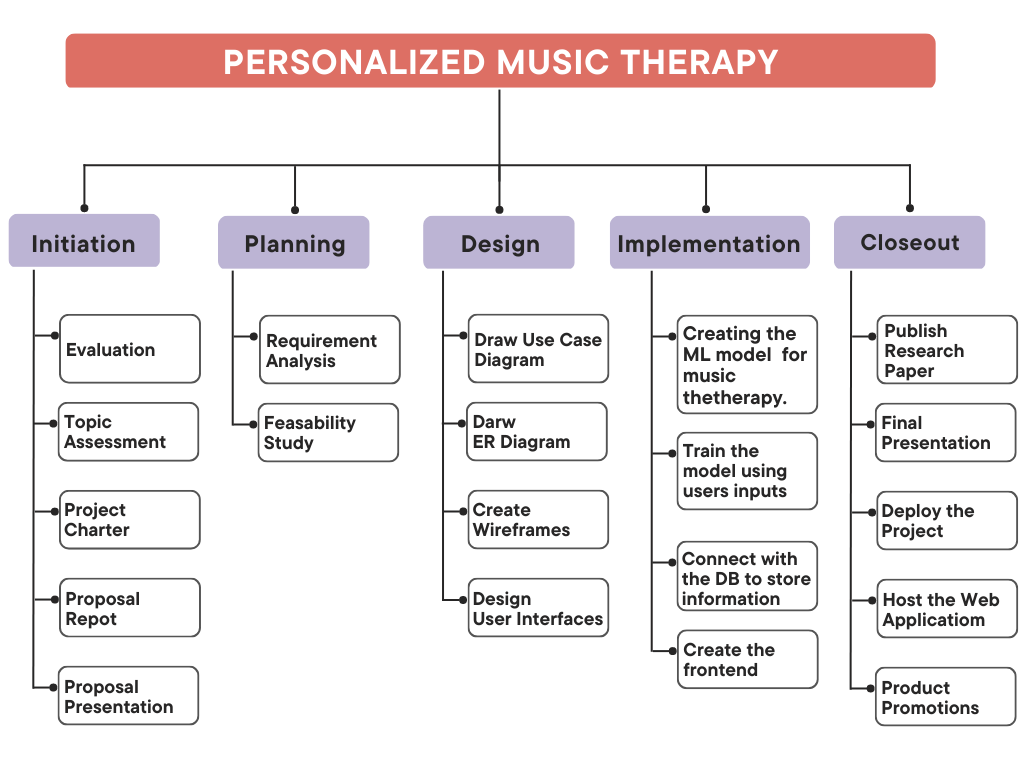 PERSONALIZED MUSIC THERAPY
Initiation
Evaluation
Topic
Assessment
Project
Charter
Proposal
Repot
Proposal
Presentation
Planning
Requirement
Analysis
Feasability
Study
Design
Draw Use Case
Diagram
Darw
ER Diagram
Create
Wireframes
Design
User Interfaces
Implementation
Creating the
ML model for
music
thetherapy.
Train the
model using
users inputs
Connect with
the DB to store
information
Create the
frontend
Closeout
Publish
Research
Paper
Final
Presentation
Deploy the
Project
Host the Web
Applicatiom
Product
Promotions